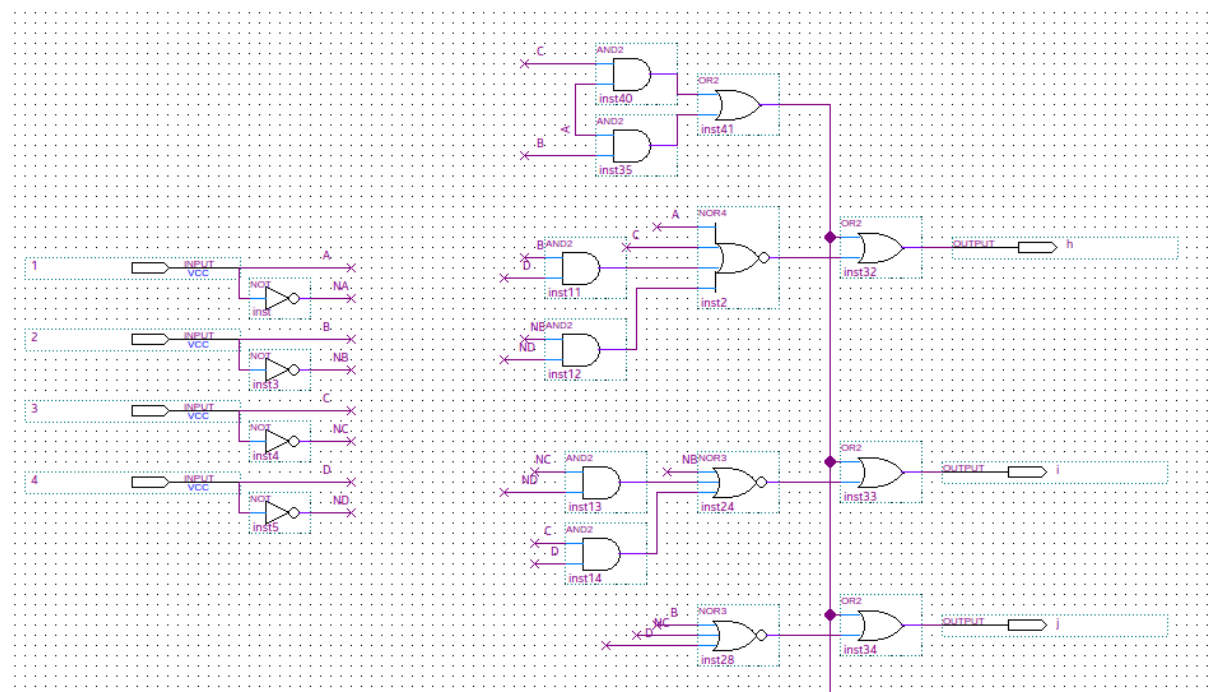 C
AND2
inst40
OR2
inst41
A
AND2
B
inst35
A
NOR4
C
B
AND2
D
inst11
inst2
OR2
inst32
OUTPUT
h
NB
AND2
ND
inst12
1
INPUT
VCC
A
NOT
NA
inst
2
INPUT
VCC
B
NOT
NB
inst3
3
INPUT
VCC
C
NOT
NC
inst4
4
INPUT
VCC
D
NOT
ND
inst5
NC
AND2
ND
inst13
NB
NOR3
inst24
OR2
inst33
OUTPUT
i
C
AND2
D
inst14
B
NOR3
NC
D
inst28
OR2
inst34
OUTPUT
j